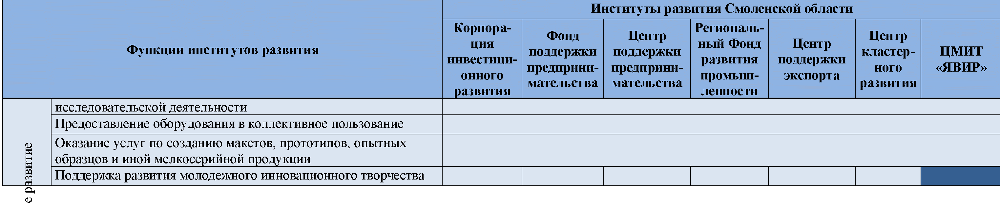 Институты развития Смоленской области
Функции институтов развития
Корпора-
ция
инвестици-
онного
развития
Фонд
поддержки
предприни-
мательства
Центр
поддержки
предприни-
мательства
Региональ-
ный Фонд
развития
промыш-
ленности
Центр
поддержки
экспорта
Центр
кластер-
ного
развития
ЦМИТ
«ЯВИР»
е развитие
исследовательской деятельности
Предоставление оборудования в коллективное пользование
Оказание услуг по созданию макетов, прототипов, опытных
образцов и иной мелкосерийной продукции
Поддержка развития молодежного инновационного творчества